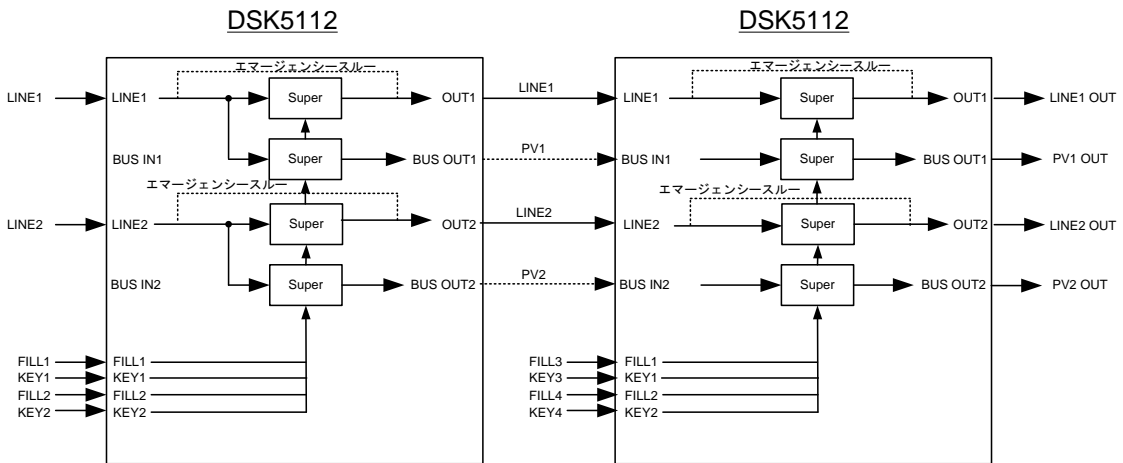 DSK5112
DSK5112
エマージェンシースルー
エマージェンシースルー
LINE1 LINE1 Super OUT1 LINE1 LINE1 Super OUT1 LINE1 OUT
BUS IN1 Super BUS OUT1 PV1 BUS IN1 Super BUS OUT1 PV1 OUT
エマージェンシースルー
エマージェンシースルー
LINE2 LINE2 Super OUT2 LINE2 LINE2 Super OUT2 LINE2 OUT
BUS IN2 Super BUS OUT2 PV2 BUS IN2 Super BUS OUT2 PV2 OUT
FILL1 FILL1 FILL3 FILL1
KEY1 KEY1 KEY3 KEY1
FILL2 FILL2 FILL4 FILL2
KEY2 KEY2 KEY4 KEY2